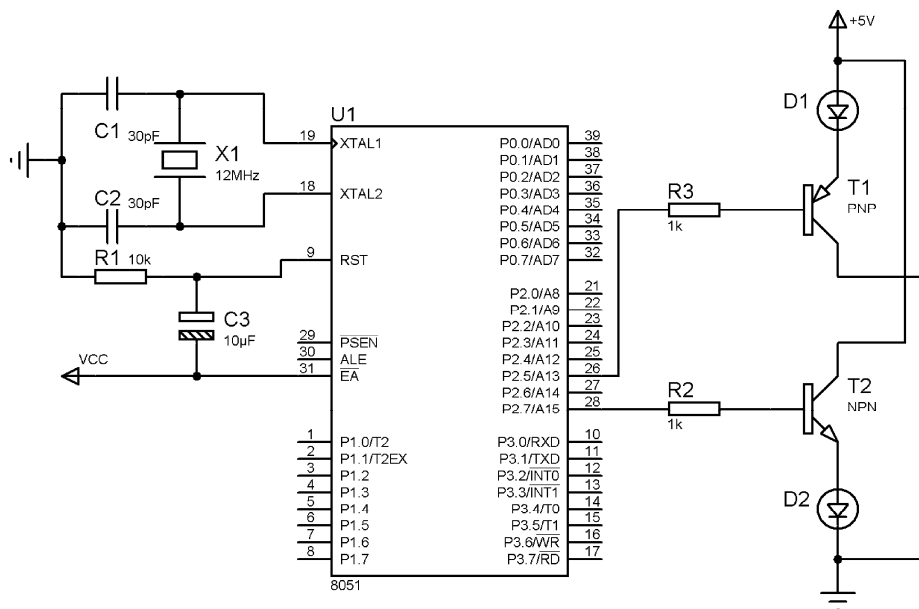 +5V
D1
C1
30pF
X1
12MHz
C2
30pF
R1
10k
C3
10µF
VCC
U1
19
XTAL1
18
XTAL2
9
RST
29
PSEN
30
ALE
31
EA
1
P1.0/T2
2
P1.1/T2EX
3
P1.2
4
P1.3
5
P1.4
6
P1.5
7
P1.6
8
P1.7
P0.0/AD0
39
P0.1/AD1
38
P0.2/AD2
37
P0.3/AD3
36
P0.4/AD4
35
P0.5/AD5
34
P0.6/AD6
33
P0.7/AD7
32
P2.0/A8
21
P2.1/A9
22
P2.2/A10
23
P2.3/A11
24
P2.4/A12
25
P2.5/A13
26
P2.6/A14
27
P2.7/A15
28
P3.0/RXD
10
P3.1/TXD
11
P3.2/INT0
12
P3.3/INT1
13
P3.4/T0
14
P3.5/T1
15
P3.6/WR
16
P3.7/RD
17
8051
R3
1k
T1
PNP
R2
1k
T2
NPN
D2